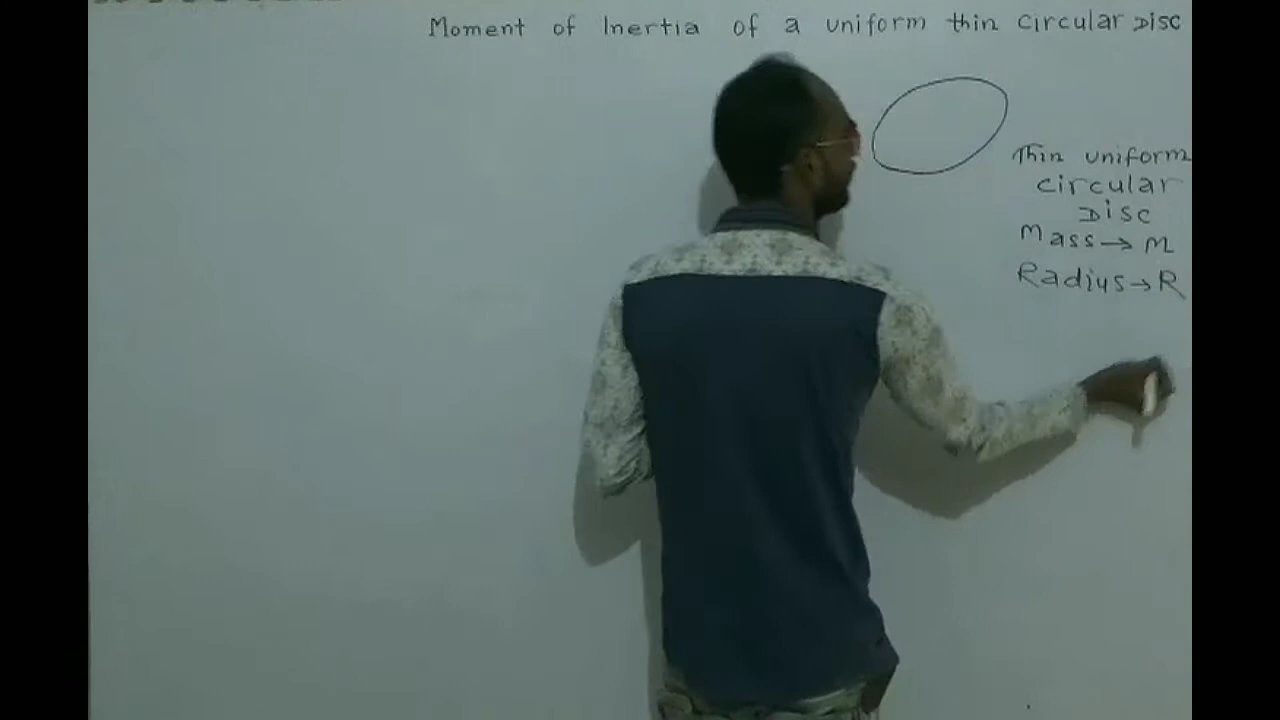 Moment of Inertia of a uniform thin circular Disc
Thin uniform
circular
Disc
Mass → M
Radius → R